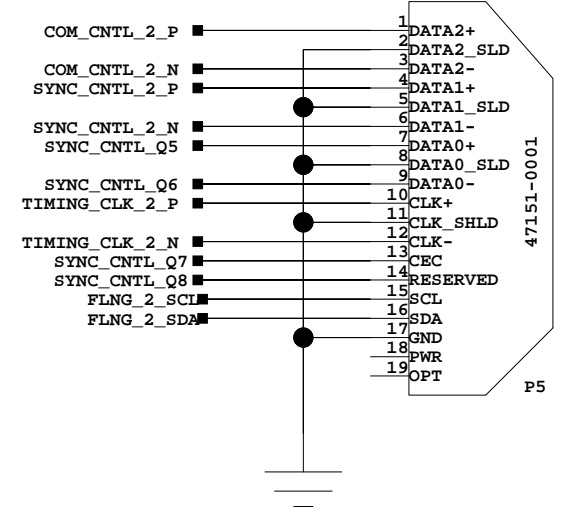 COM_CNTL_2_P 1 DATA2+
2 DATA2_SLD
COM_CNTL_2_N 3 DATA2-
SYNC_CNTL_2_P 4 DATA1+
5 DATA1_SLD
SYNC_CNTL_2_N 6 DATA1-
SYNC_CNTL_Q5 7 DATA0+
8 DATA0_SLD
SYNC_CNTL_Q6 9 DATA0-
TIMING_CLK_2_P 10 CLK+
11 CLK_SHLD
TIMING_CLK_2_N 12 CLK-
SYNC_CNTL_Q7 13 CEC
SYNC_CNTL_Q8 14 RESERVED
FLNG_2_SCL 15 SCL
FLNG_2_SDA 16 SDA
17 GND
18 PWR
19 OPT
47151-0001
P5